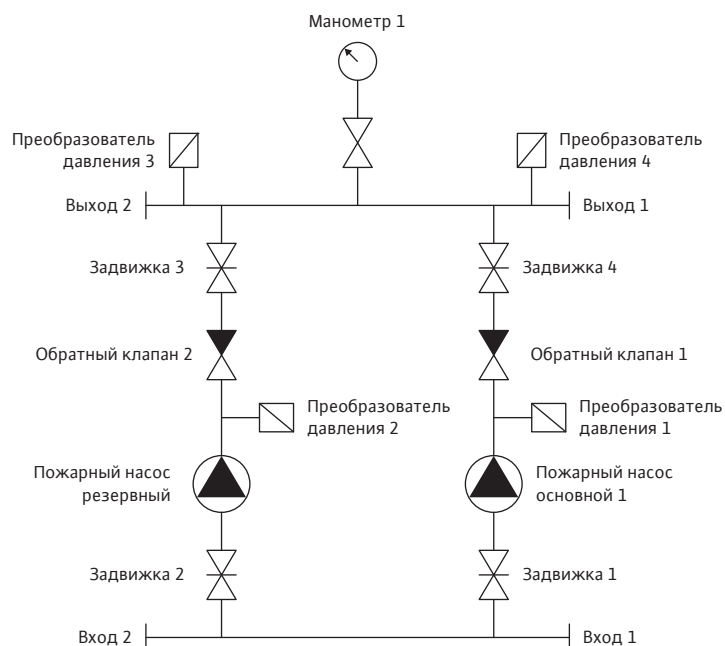 Манометр 1
Преобразователь
давления 3
Преобразователь
давления 4
Выход 2
Выход 1
Задвижка 3
Задвижка 4
Обратный клапан 2
Обратный клапан 1
Преобразователь
давления 2
Преобразователь
давления 1
Пожарный насос
резервный
Пожарный насос
основной 1
Задвижка 2
Задвижка 1
Вход 2
Вход 1